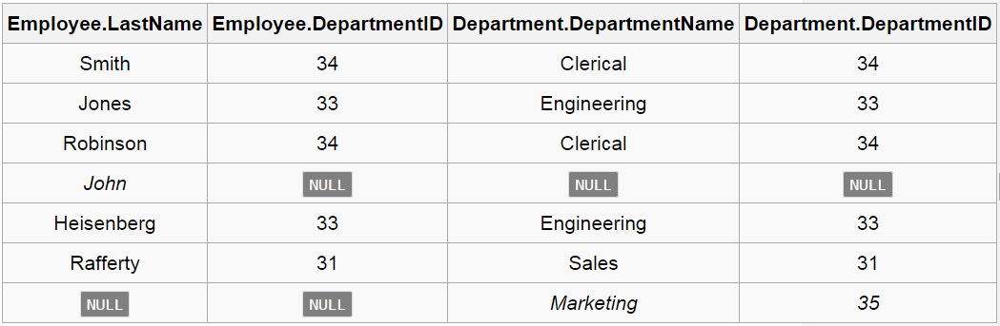 Employee.LastName Employee.DepartmentID Department.DepartmentName Department.DepartmentID
Smith 34 Clerical 34
Jones 33 Engineering 33
Robinson 34 Clerical 34
John NULL NULL NULL
Heisenberg 33 Engineering 33
Rafferty 31 Sales 31
NULL NULL Marketing 35